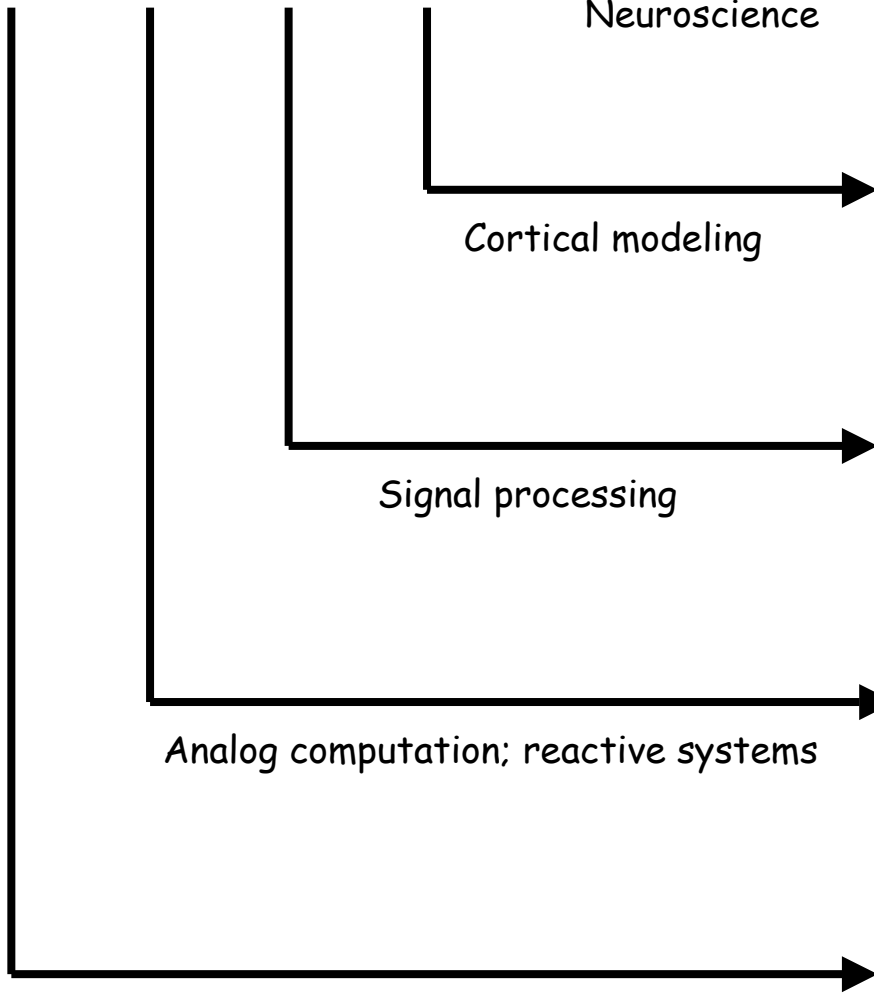 Neuroscience
Cortical modeling
Signal processing
Analog computation; reactive systems